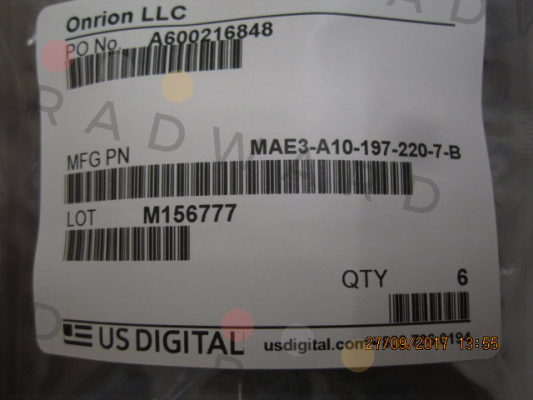 Onrion LLC
PO No. A600216848
MFG PN MAE3-A10-197-220-7-B
LOT M156777
QTY 6
US DIGITAL usdigital.com
27/09/2017 13:55
RADWARD